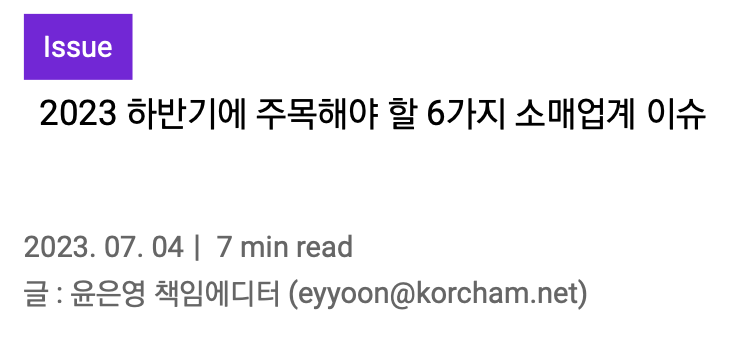 Issue
2023 하반기에 주목해야 할 6가지 소매업계 이슈
2023. 07. 04 | 7 min read
글 : 윤은영 책임에디터 (eyyoon@korcham.net)